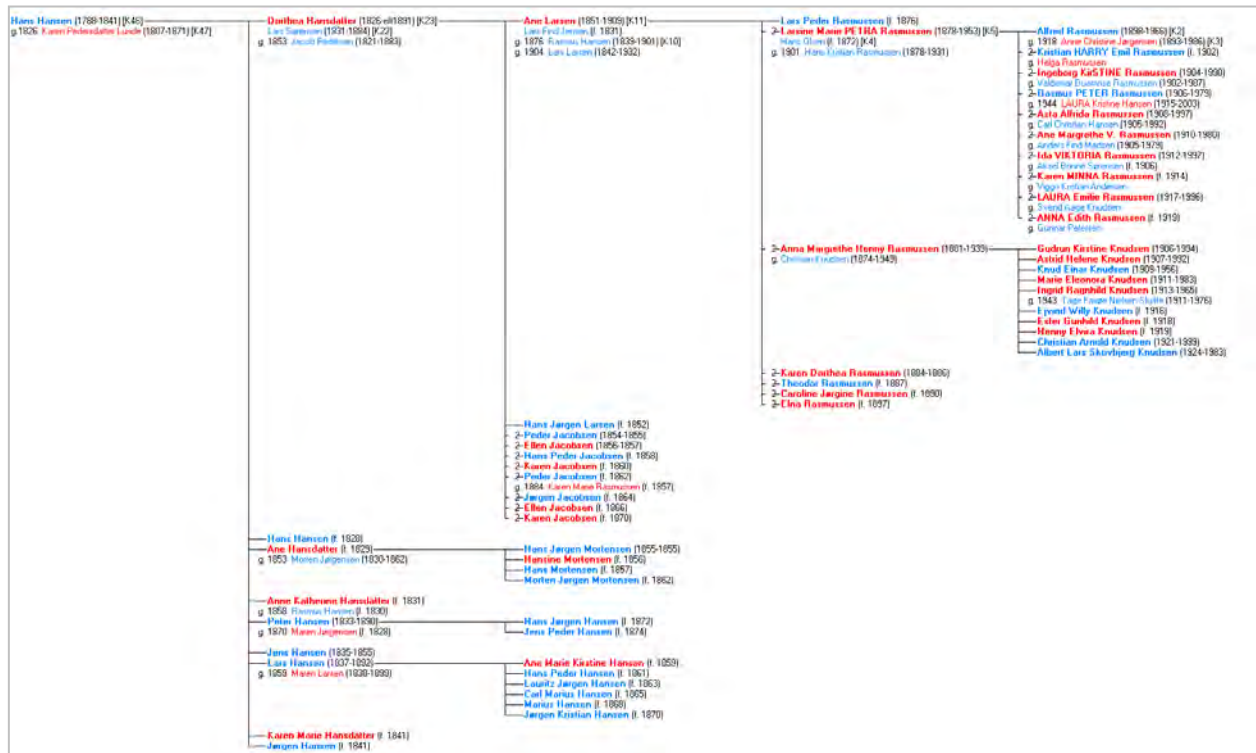 Hans Hansen (1788-1841) [K46]
g.1826 Karen Pedersdatter Lunde (1807-1871) [K47]
Dorthea Hansdatter (1826-eft1891) [K23]
Lars Sørensen [K22]
g. 1853 Jacob Pedersen (1821-1883)
Ane Larsen (1851-1909) [K11]
Lars Find Jensen (f. 1831)
g. 1876 Rasmus Hansen (1839-1901) [K10]
g. 1904 Lars Larsen (1842-1932)
Lars Peder Rasmussen (f. 1876)
2-Larsine Marie PETRA Rasmussen (1878-1953) [K5]
Hans Olsen (f. 1872) [K4]
g. 1901 Hans Kristian Rasmussen (1878-1931)
Alfred Rasmussen (1898-1966) [K2]
g. 1918 Anne Christine Jørgensen (1893-1986) [K3]
2-Kristian HARRY Emil Rasmussen (f. 1902)
g. Helga Rasmussen
2-Ingeborg KirSTINE Rasmussen (1904-1990)
g. Valdemar Rasmussen (1902-1987)
2-Rasmus PETER Rasmussen (1906-1979)
g. 1944 LAURA Kristine Hansen (1915-2003)
2-Asta Alfrida Rasmussen (1908-1997)
g. Carl Christian Hansen (1905-1992)
2-Ane Margrethe V. Rasmussen (1910-1980)
g. Anders Find Madsen (1905-1979)
2-Ida VIKTORIA Rasmussen (1912-1997)
g. Aksel Sørensen (f. 1906)
2-Karen MINNA Rasmussen (f. 1914)
g. Viggo Kristian Andersen
2-LAURA Emilie Rasmussen (1917-1996)
g. Svend Aage Knudsen
2-ANNA Edith Rasmussen (f. 1919)
g. Gunnar Petersen
2-Anna Margrethe Henny Rasmussen (1881-1939)
g. Christian Knudsen (1874-1949)
Gudrun Kirstine Knudsen (1906-1994)
Astrid Helene Knudsen (1907-1992)
Knud Einar Knudsen (1909-1956)
Marie Eleonora Knudsen (1911-1983)
Ingrid Ragnhild Knudsen (1913-1965)
g. 1943 Tage Nielsen (1911-1976)
Ejvind Willy Knudsen (f. 1916)
Ester Gunhild Knudsen (f. 1918)
Henny Elvira Knudsen (f. 1919)
Christian Arnold Knudsen (1921-1999)
Albert Lars Skovbjerg Knudsen (1924-1983)
2-Karen Dorthea Rasmussen (1884-1886)
2-Theodor Rasmussen (f. 1887)
2-Caroline Jørgine Rasmussen (f. 1890)
2-Elna Rasmussen (f. 1897)
Hans Jørgen Larsen (f. 1852)
2-Peder Jacobsen (1854-1855)
2-Ellen Jacobsen (1856-1857)
2-Hans Peder Jacobsen (f. 1858)
2-Karen Jacobsen (f. 1860)
2-Peder Jacobsen (f. 1862)
g. 1884 Karen Marie Rasmussen (f. 1857)
2-Jørgen Jacobsen (f. 1864)
2-Ellen Jacobsen (f. 1866)
2-Karen Jacobsen (f. 1870)
Hans Hansen (f. 1828)
Ane Hansdatter (f. 1829)
g. 1853 Morten Jørgensen (1830-1862)
Hans Jørgen Mortensen (1855-1855)
Hansine Mortensen (f. 1856)
Hans Mortensen (f. 1857)
Morten Jørgen Mortensen (f. 1862)
Anne Kathrine Hansdatter (f. 1831)
g. 1858 Rasmus Hansen (f. 1830)
Peter Hansen (1833-1890)
g. 1870 Maren Jørgensen (f. 1828)
Hans Jørgen Hansen (f. 1872)
Jens Peder Hansen (f. 1874)
Jens Hansen (1835-1855)
Lars Hansen (1837-1892)
g. 1859 Maren Larsen (1838-1899)
Ane Marie Kirstine Hansen (f. 1859)
Hans Peder Hansen (f. 1861)
Lauritz Jørgen Hansen (f. 1863)
Carl Marius Hansen (f. 1865)
Marius Hansen (f. 1868)
Jørgen Kristian Hansen (f. 1870)
Karen Marie Hansdatter (f. 1841)
Jørgen Hansen (f. 1841)